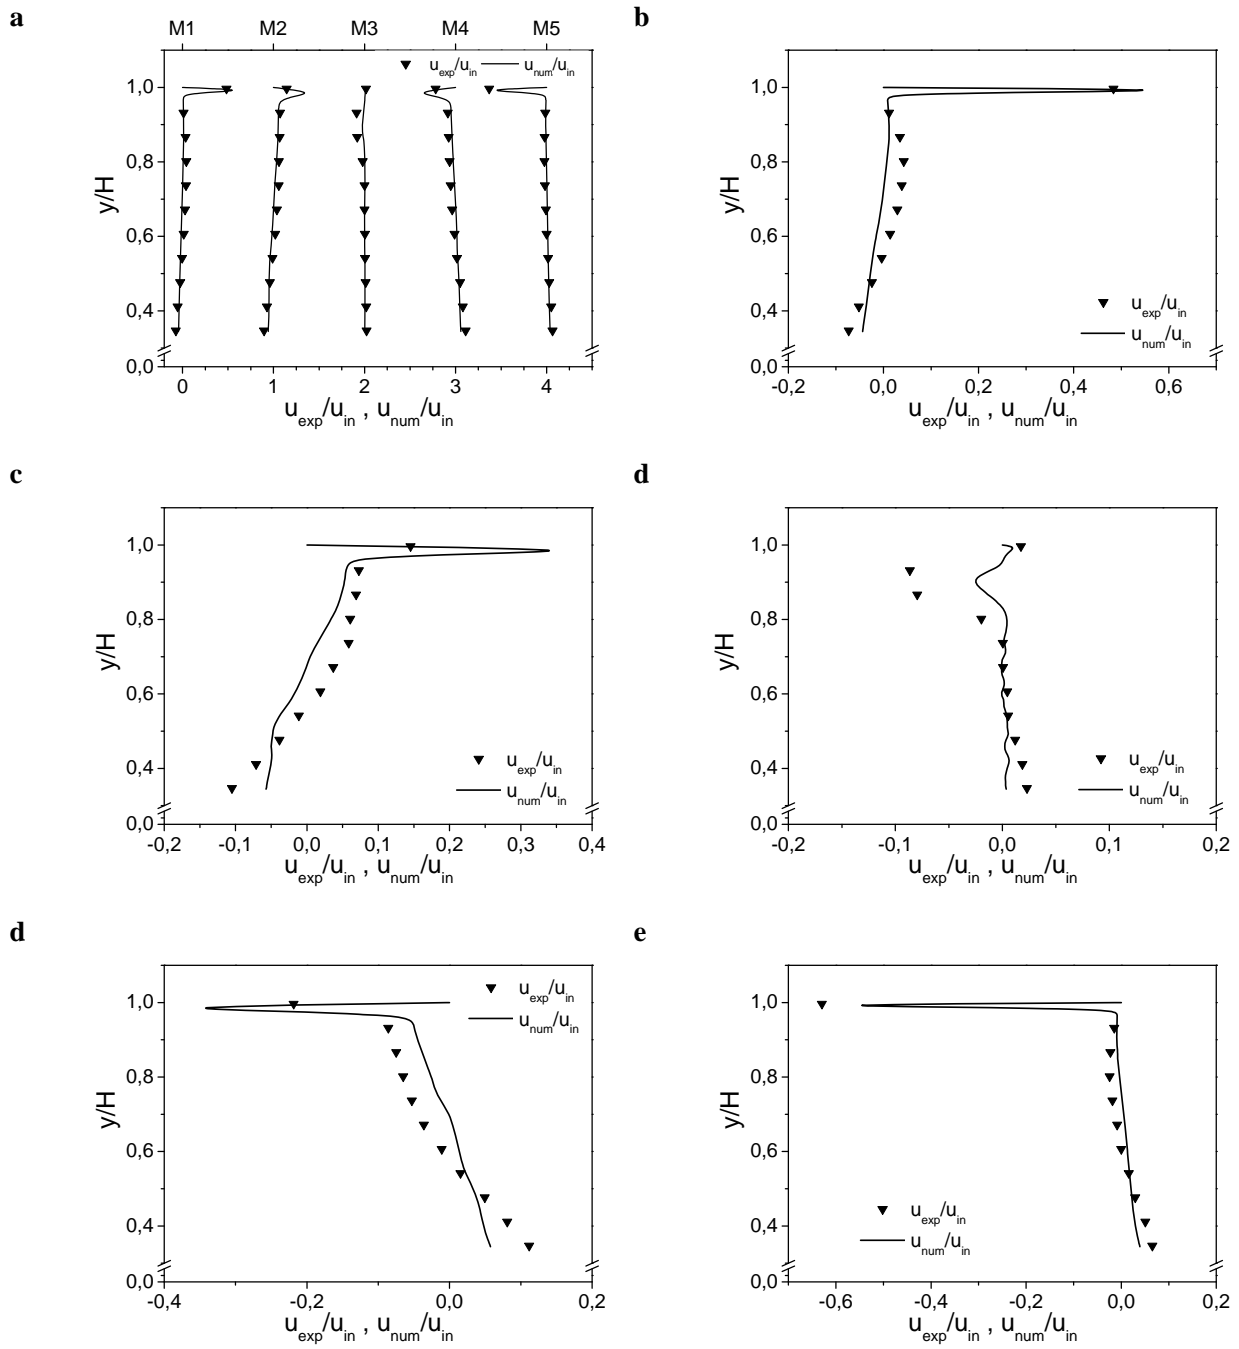 a
M1 M2 M3 M4 M5
u_exp/u_in u_num/u_in
1,0
0,8
0,6
0,4
0,0
y/H
0 1 2 3 4
u_exp/u_in , u_num/u_in
b
1,0
0,8
0,6
0,4
0,0
y/H
u_exp/u_in
u_num/u_in
-0,2 0,0 0,2 0,4 0,6
u_exp/u_in , u_num/u_in
c
1,0
0,8
0,6
0,4
0,0
y/H
u_exp/u_in
u_num/u_in
-0,2 -0,1 0,0 0,1 0,2 0,3 0,4
u_exp/u_in , u_num/u_in
d
1,0
0,8
0,6
0,4
0,0
y/H
u_exp/u_in
u_num/u_in
-0,2 -0,1 0,0 0,1 0,2
u_exp/u_in , u_num/u_in
d
1,0
0,8
0,6
0,4
0,0
y/H
u_exp/u_in
u_num/u_in
-0,4 -0,2 0,0 0,2
u_exp/u_in , u_num/u_in
e
1,0
0,8
0,6
0,4
0,0
y/H
u_exp/u_in
u_num/u_in
-0,6 -0,4 -0,2 0,0 0,2
u_exp/u_in , u_num/u_in